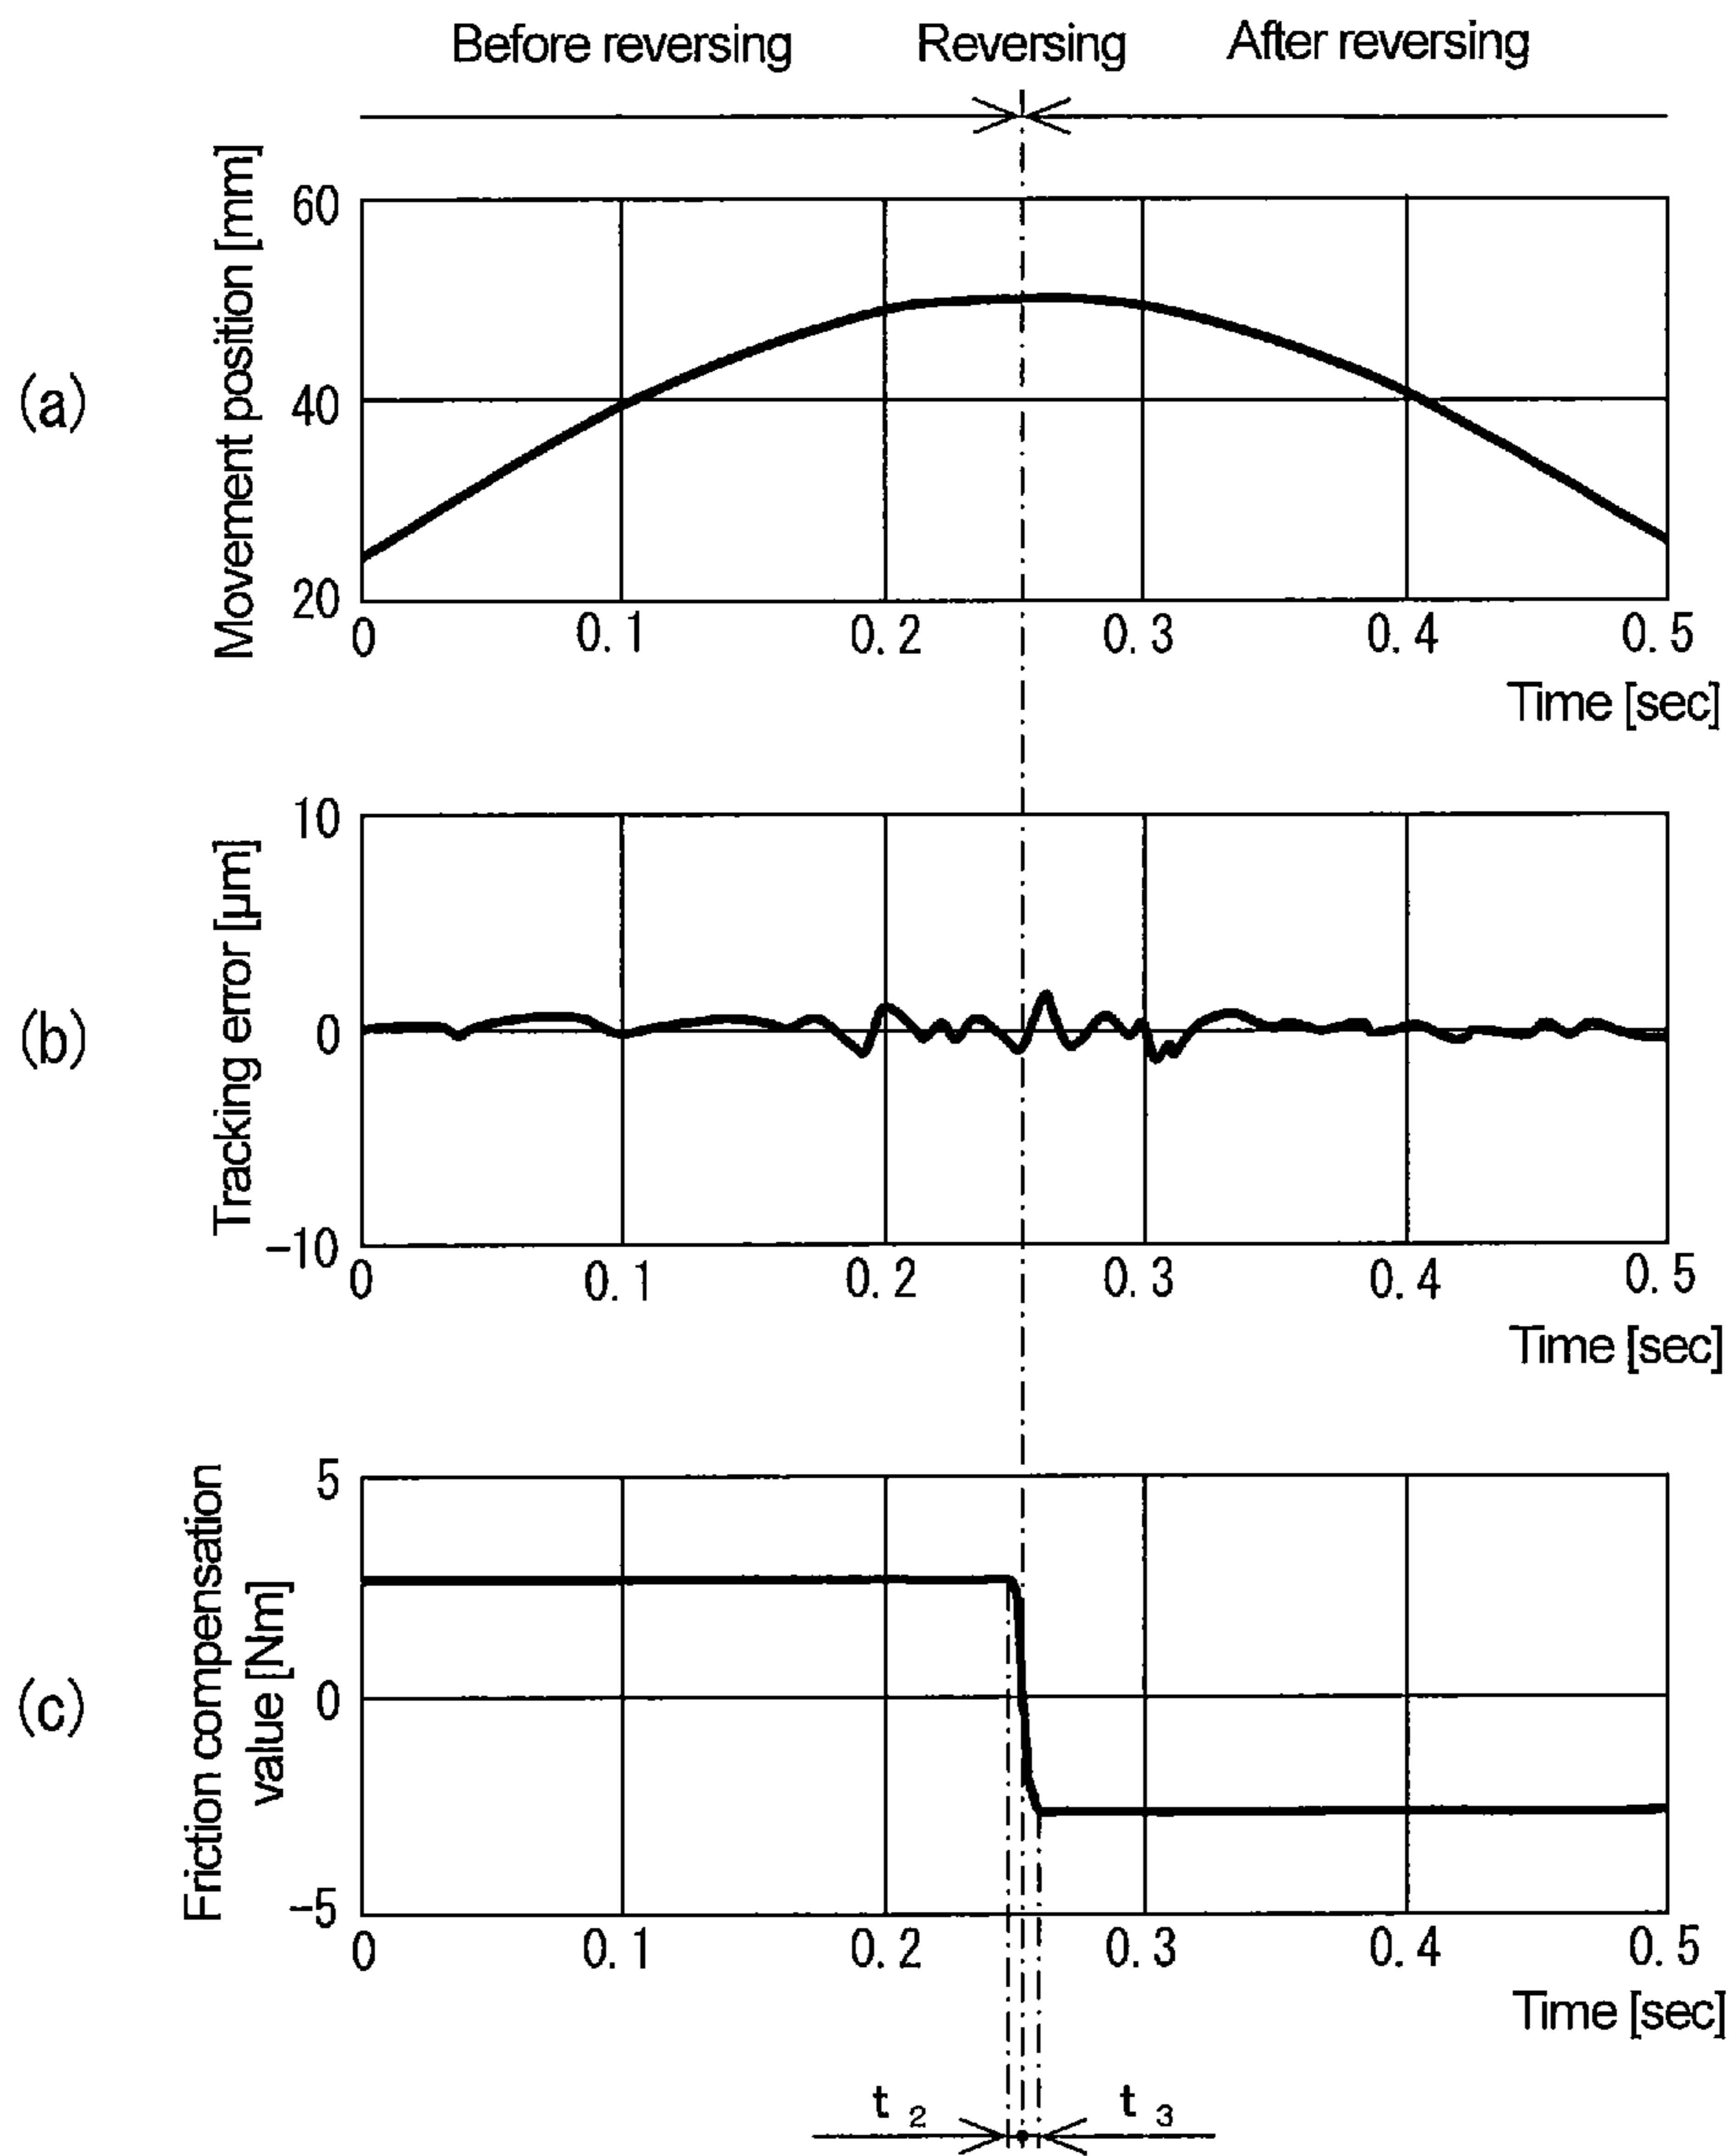 Before reversing Reversing After reversing
(a)
Movement position [mm]
60
40
20
0 0.1 0.2 0.3 0.4 0.5
Time [sec]
(b)
Tracking error [μm]
10
0
-10
0 0.1 0.2 0.3 0.4 0.5
Time [sec]
(c)
Friction compensation
value [Nm]
5
0
-5
0 0.1 0.2 0.3 0.4 0.5
Time [sec]
t2 t3